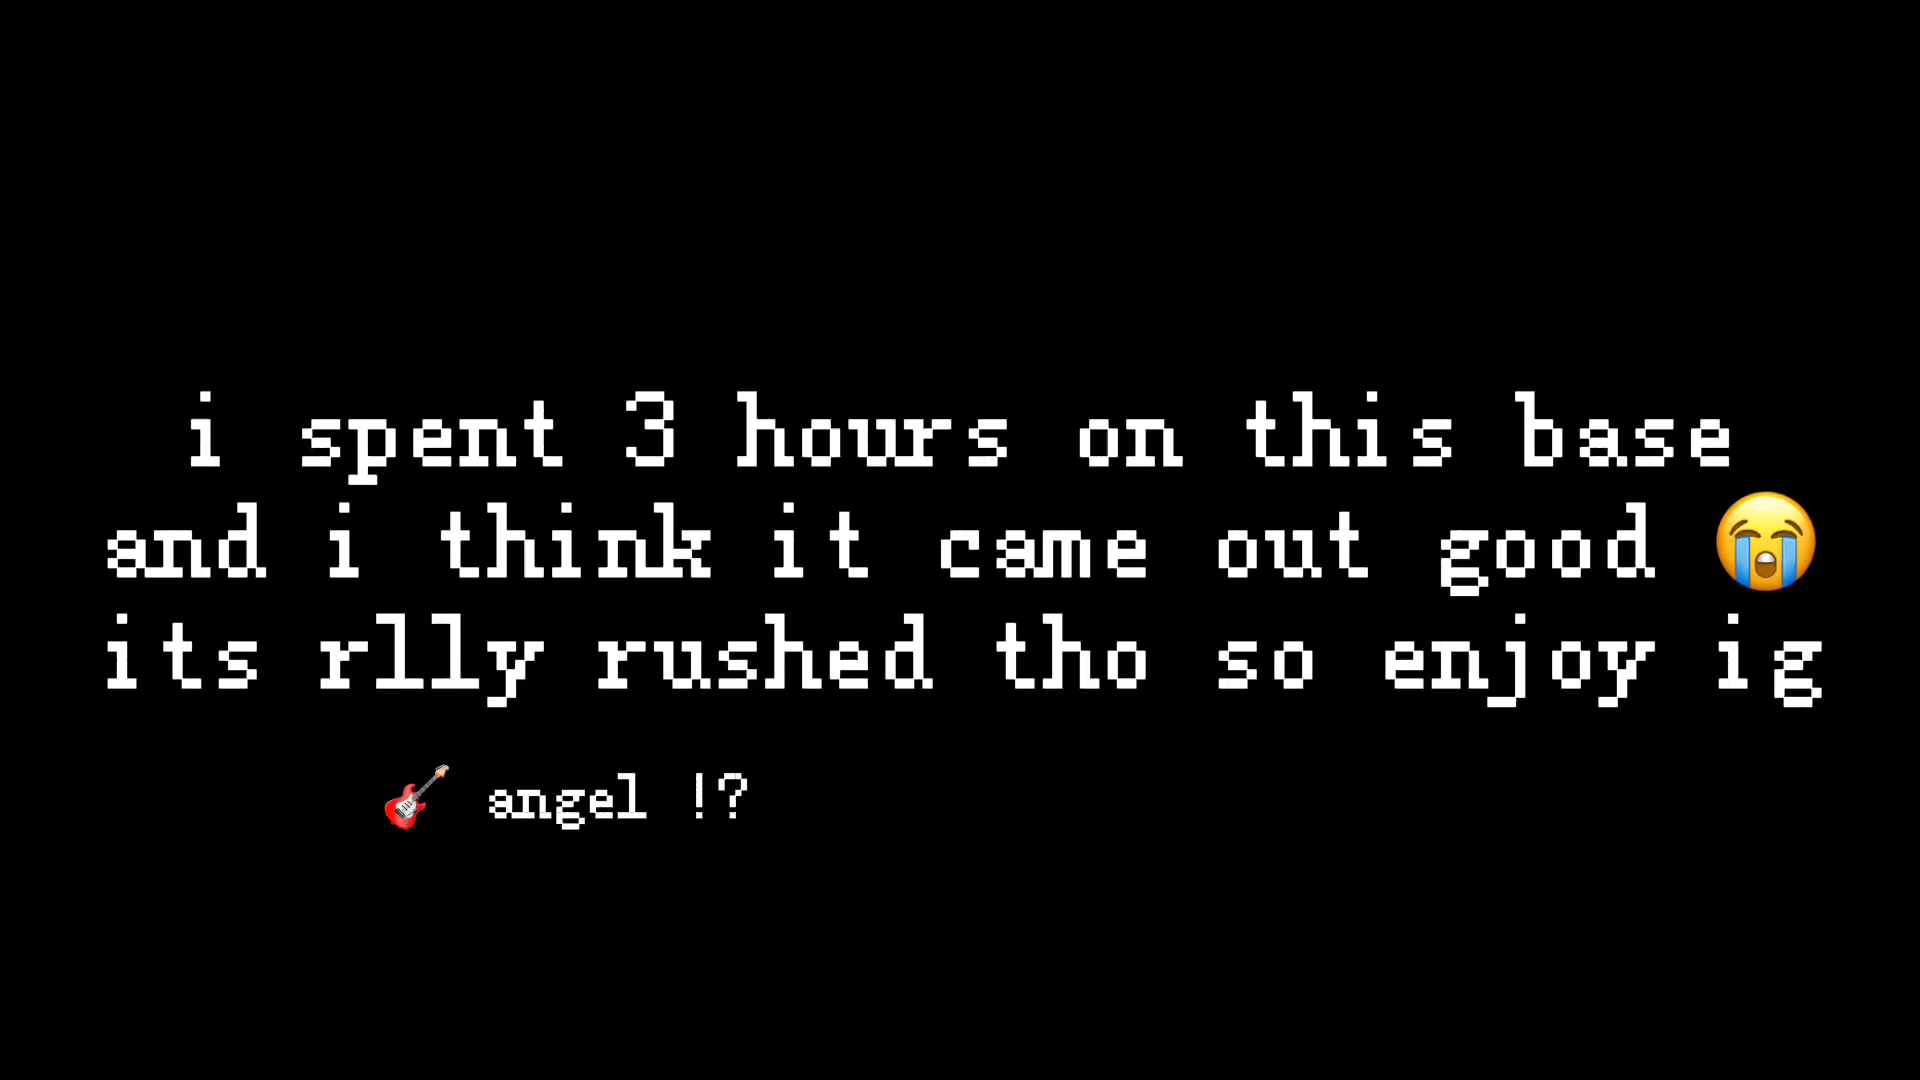 i spent 3 hours on this base
and i think it came out good 😭
its rlly rushed tho so enjoy ig
🎸 angel !?